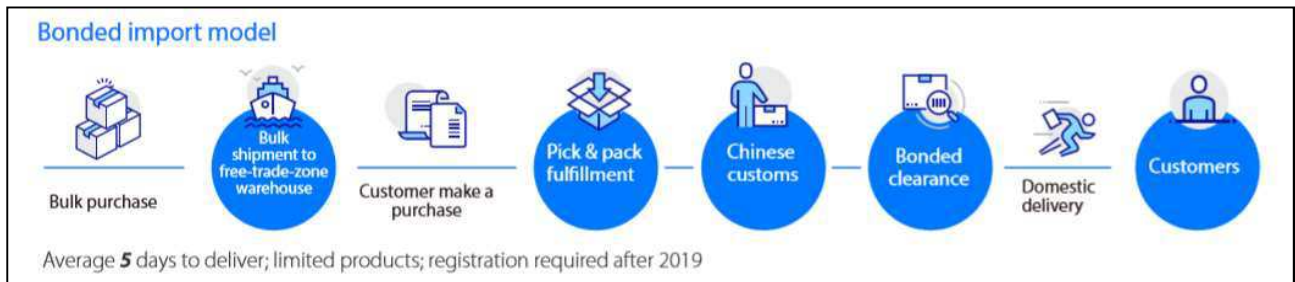 Bonded import model
Bulk purchase
Bulk
shipment to
free-trade-zone
warehouse
Customer make a
purchase
Pick & pack
fulfillment
Chinese
customs
Bonded
clearance
Domestic
delivery
Customers
Average 5 days to deliver; limited products; registration required after 2019